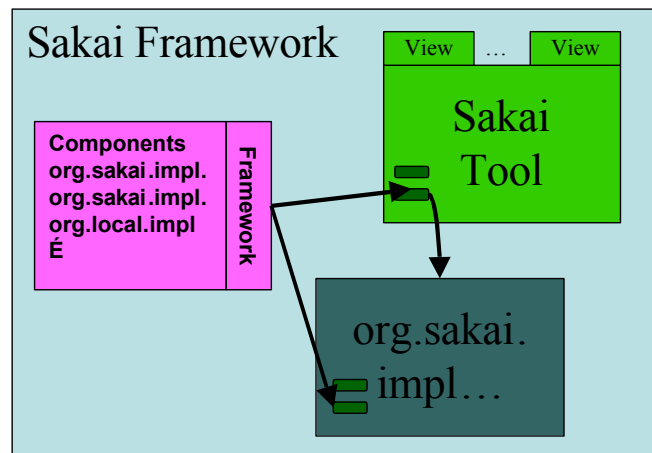 Sakai Framework
View … View
Sakai
Tool
Components
org.sakai.impl.
org.sakai.impl.
org.local.impl
É
Framework
org.sakai.
impl…